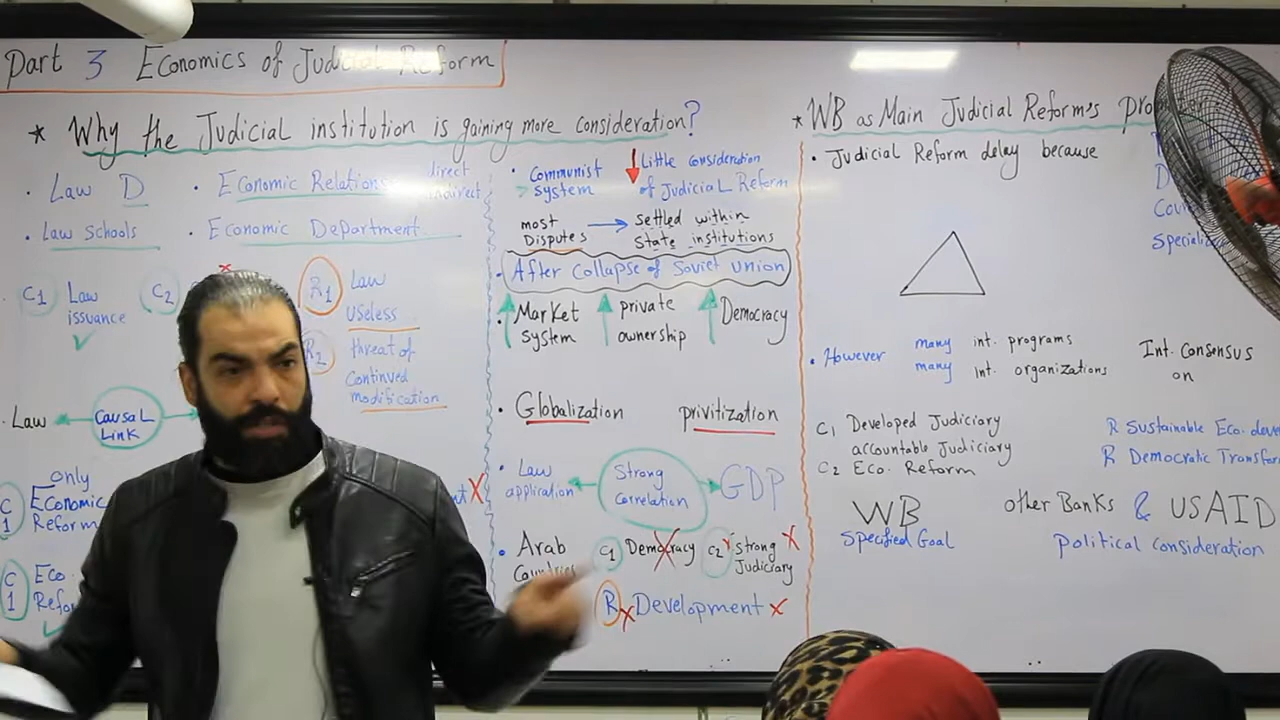 Part 3 Economics of Judicial Reform
* Why the Judicial institution is gaining more consideration?
• Law D • Economic Relations direct
indirect
• Law schools • Economic Department
C1 Law
issuance
C2
R1 Law
useless
R2 threat of
continued
modification
• Law Causal
Link
only
C1 Economic
Reform
C1 Eco.
• Communist
system
Little consideration
of Judicial Reform
most
Disputes → settled within
state institutions
• After collapse of Soviet Union
• Market
system
private
ownership
Democracy
• Globalization privitization
• Law
application
Strong
correlation
GDP
• Arab
Countries
C1 Democracy C2 strong
Judiciary
R Development
* WB as Main Judicial Reform's
• Judicial Reform delay because
• However many int. programs
many int. organizations
Int. Consensus
on
C1 Developed Judiciary
accountable Judiciary
C2 Eco. Reform
R Sustainable Eco.
R Democratic
WB
Specified Goal
other Banks & USAID
political consideration